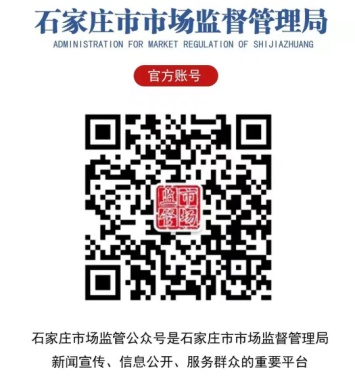 石家庄市市场监督管理局
ADMINISTRATION FOR MARKET REGULATION OF SHIJIAZHUANG
官方账号
市场监管
石家庄市场监管公众号是石家庄市市场监督管理局
新闻宣传、信息公开、服务群众的重要平台